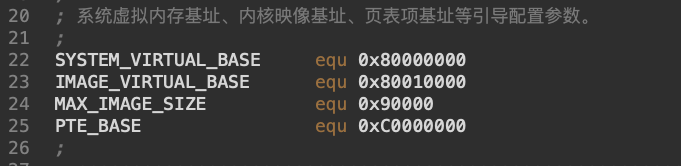 20 ; 系统虚拟内存基址、内核映像基址、页表项基址等引导配置参数。
21 ;
22 SYSTEM_VIRTUAL_BASE equ 0x80000000
23 IMAGE_VIRTUAL_BASE equ 0x80010000
24 MAX_IMAGE_SIZE equ 0x90000
25 PTE_BASE equ 0xC0000000
26 ;